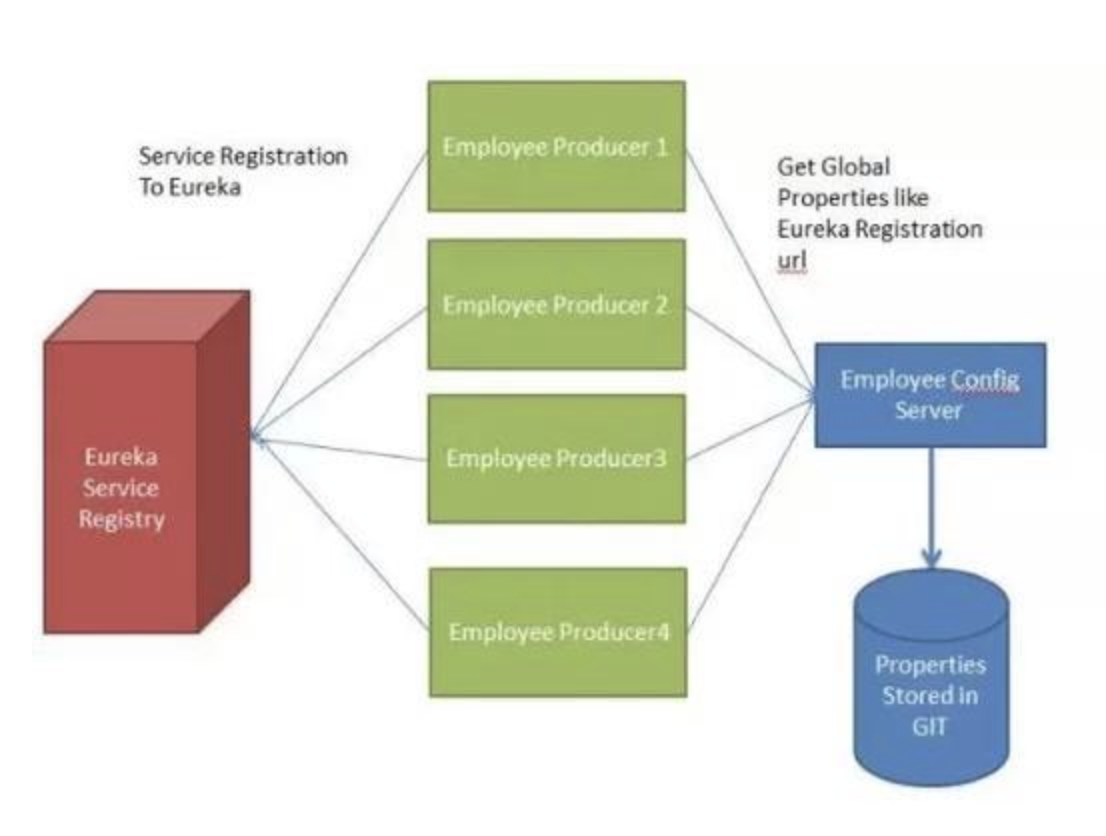 Service Registration
To Eureka
Employee Producer 1
Employee Producer 2
Employee Producer3
Employee Producer4
Get Global
Properties like
Eureka Registration
url
Eureka
Service
Registry
Employee Config
Server
Properties
Stored in
GIT